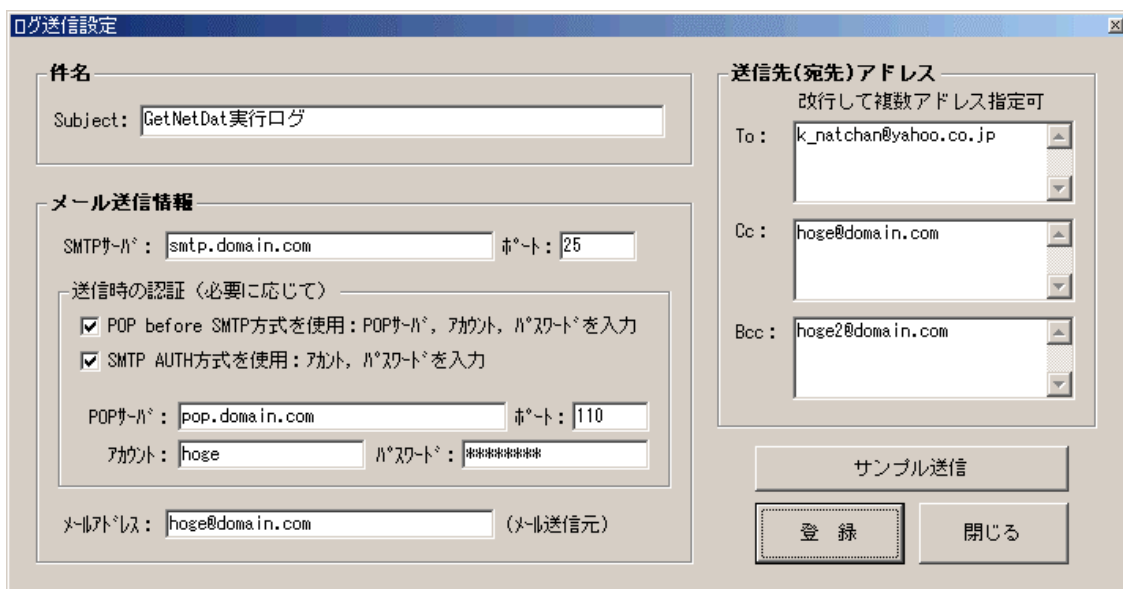 ログ送信設定
件名
Subject: GetNetDat実行ログ
メール送信情報
SMTPｻｰﾊﾞ: smtp.domain.com ﾎﾟｰﾄ: 25
送信時の認証（必要に応じて）
POP before SMTP方式を使用：POPｻｰﾊﾞ，ｱｶｳﾝﾄ，ﾊﾟｽﾜｰﾄﾞを入力
SMTP AUTH方式を使用：ｱｶﾝﾄ，ﾊﾟｽﾜｰﾄﾞを入力
POPｻｰﾊﾞ: pop.domain.com ﾎﾟｰﾄ: 110
ｱｶｳﾝﾄ: hoge ﾊﾟｽﾜｰﾄﾞ: ********
ﾒｰﾙｱﾄﾞﾚｽ: hoge@domain.com (ﾒｰﾙ送信元)
送信先(宛先)アドレス
改行して複数アドレス指定可
To: k_natchan@yahoo.co.jp
Cc: hoge@domain.com
Bcc: hoge2@domain.com
サンプル送信
登　録
閉じる